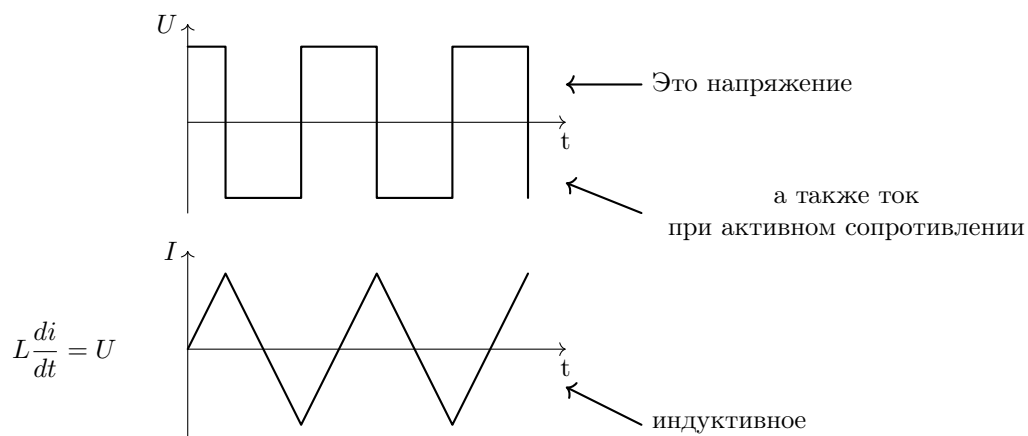 U
Это напряжение
t
а также ток
при активном сопротивлении
I
L di/dt = U
t
индуктивное